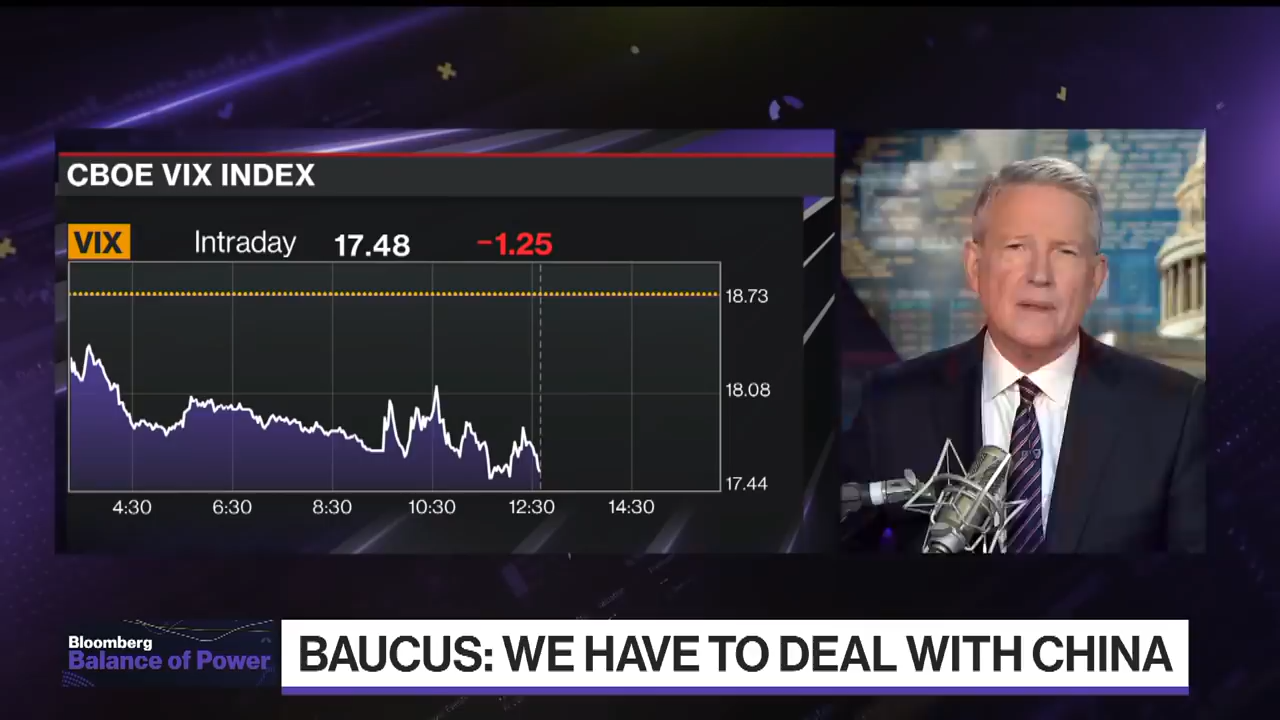 CBOE VIX INDEX
VIX Intraday 17.48 −1.25
18.73
18.08
17.44
4:30 6:30 8:30 10:30 12:30 14:30
Bloomberg
Balance of Power
BAUCUS: WE HAVE TO DEAL WITH CHINA